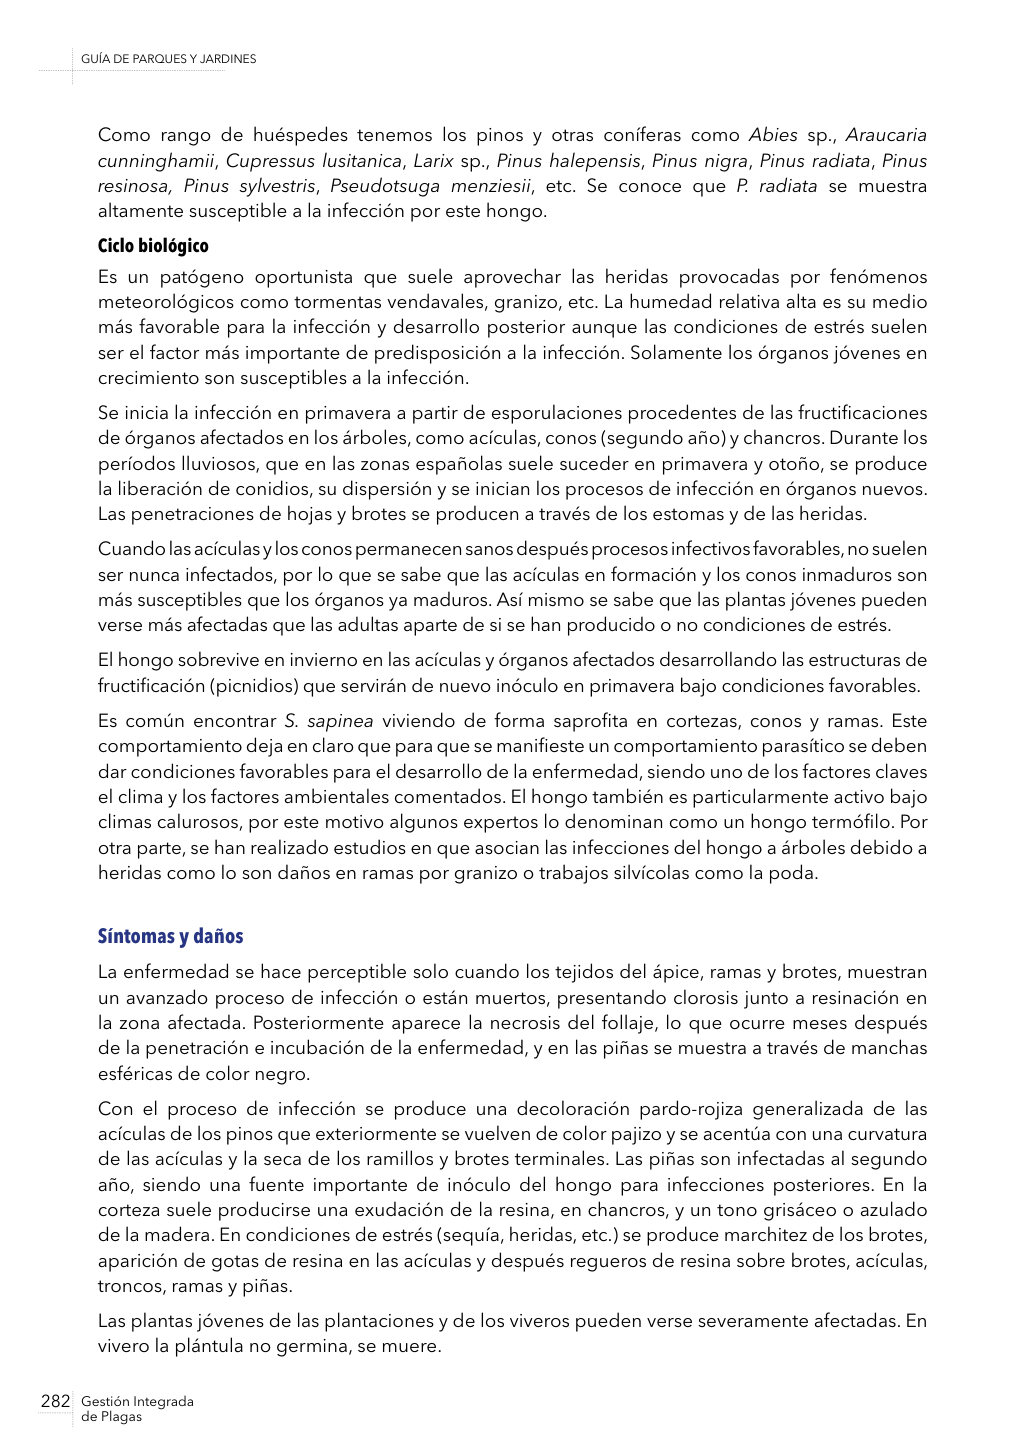 GUÍA DE PARQUES Y JARDINES
Como rango de huéspedes tenemos los pinos y otras coníferas como Abies sp., Araucaria
cunninghamii, Cupressus lusitanica, Larix sp., Pinus halepensis, Pinus nigra, Pinus radiata, Pinus
resinosa, Pinus sylvestris, Pseudotsuga menziesii, etc. Se conoce que P. radiata se muestra
altamente susceptible a la infección por este hongo.
Ciclo biológico
Es un patógeno oportunista que suele aprovechar las heridas provocadas por fenómenos
meteorológicos como tormentas vendavales, granizo, etc. La humedad relativa alta es su medio
más favorable para la infección y desarrollo posterior aunque las condiciones de estrés suelen
ser el factor más importante de predisposición a la infección. Solamente los órganos jóvenes en
crecimiento son susceptibles a la infección.
Se inicia la infección en primavera a partir de esporulaciones procedentes de las fructificaciones
de órganos afectados en los árboles, como acículas, conos (segundo año) y chancros. Durante los
períodos lluviosos, que en las zonas españolas suele suceder en primavera y otoño, se produce
la liberación de conidios, su dispersión y se inician los procesos de infección en órganos nuevos.
Las penetraciones de hojas y brotes se producen a través de los estomas y de las heridas.
Cuando las acículas y los conos permanecen sanos después procesos infectivos favorables, no suelen
ser nunca infectados, por lo que se sabe que las acículas en formación y los conos inmaduros son
más susceptibles que los órganos ya maduros. Así mismo se sabe que las plantas jóvenes pueden
verse más afectadas que las adultas aparte de si se han producido o no condiciones de estrés.
El hongo sobrevive en invierno en las acículas y órganos afectados desarrollando las estructuras de
fructificación (picnidios) que servirán de nuevo inóculo en primavera bajo condiciones favorables.
Es común encontrar S. sapinea viviendo de forma saprofita en cortezas, conos y ramas. Este
comportamiento deja en claro que para que se manifieste un comportamiento parasítico se deben
dar condiciones favorables para el desarrollo de la enfermedad, siendo uno de los factores claves
el clima y los factores ambientales comentados. El hongo también es particularmente activo bajo
climas calurosos, por este motivo algunos expertos lo denominan como un hongo termófilo. Por
otra parte, se han realizado estudios en que asocian las infecciones del hongo a árboles debido a
heridas como lo son daños en ramas por granizo o trabajos silvícolas como la poda.
Síntomas y daños
La enfermedad se hace perceptible solo cuando los tejidos del ápice, ramas y brotes, muestran
un avanzado proceso de infección o están muertos, presentando clorosis junto a resinación en
la zona afectada. Posteriormente aparece la necrosis del follaje, lo que ocurre meses después
de la penetración e incubación de la enfermedad, y en las piñas se muestra a través de manchas
esféricas de color negro.
Con el proceso de infección se produce una decoloración pardo-rojiza generalizada de las
acículas de los pinos que exteriormente se vuelven de color pajizo y se acentúa con una curvatura
de las acículas y la seca de los ramillos y brotes terminales. Las piñas son infectadas al segundo
año, siendo una fuente importante de inóculo del hongo para infecciones posteriores. En la
corteza suele producirse una exudación de la resina, en chancros, y un tono grisáceo o azulado
de la madera. En condiciones de estrés (sequía, heridas, etc.) se produce marchitez de los brotes,
aparición de gotas de resina en las acículas y después regueros de resina sobre brotes, acículas,
troncos, ramas y piñas.
Las plantas jóvenes de las plantaciones y de los viveros pueden verse severamente afectadas. En
vivero la plántula no germina, se muere.
282 Gestión Integrada
de Plagas